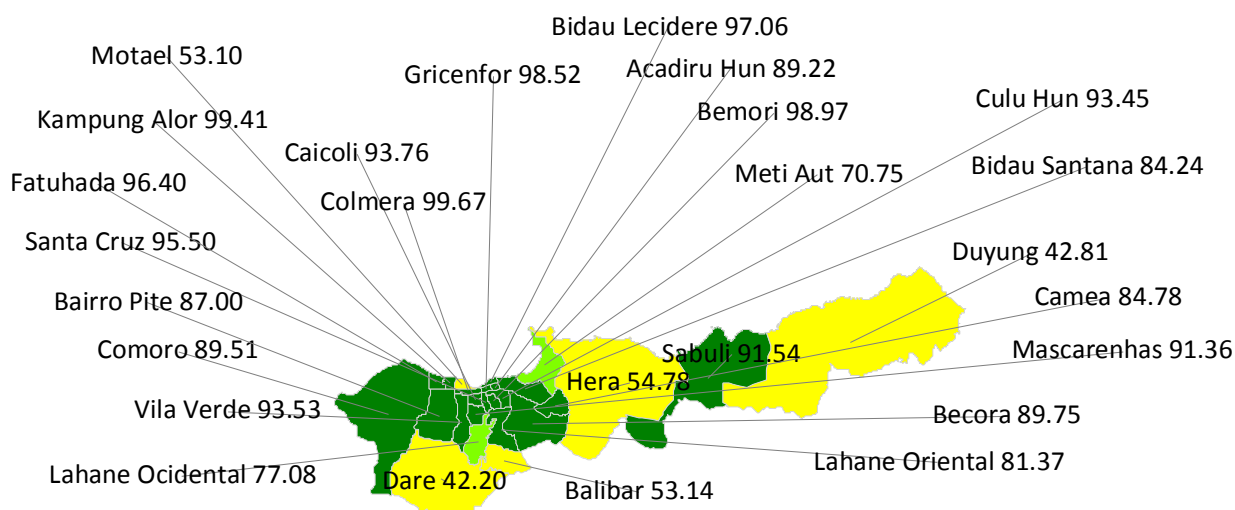 Bidau Lecidere 97.06
Motael 53.10
Gricenfor 98.52
Acadiru Hun 89.22
Bemori 98.97
Culu Hun 93.45
Kampung Alor 99.41
Caicoli 93.76
Bidau Santana 84.24
Meti Aut 70.75
Fatuhada 96.40
Colmera 99.67
Santa Cruz 95.50
Duyung 42.81
Bairro Pite 87.00
Camea 84.78
Comoro 89.51
Sabuli 91.54
Mascarenhas 91.36
Hera 54.78
Vila Verde 93.53
Becora 89.75
Lahane Ocidental 77.08
Lahane Oriental 81.37
Dare 42.20
Balibar 53.14